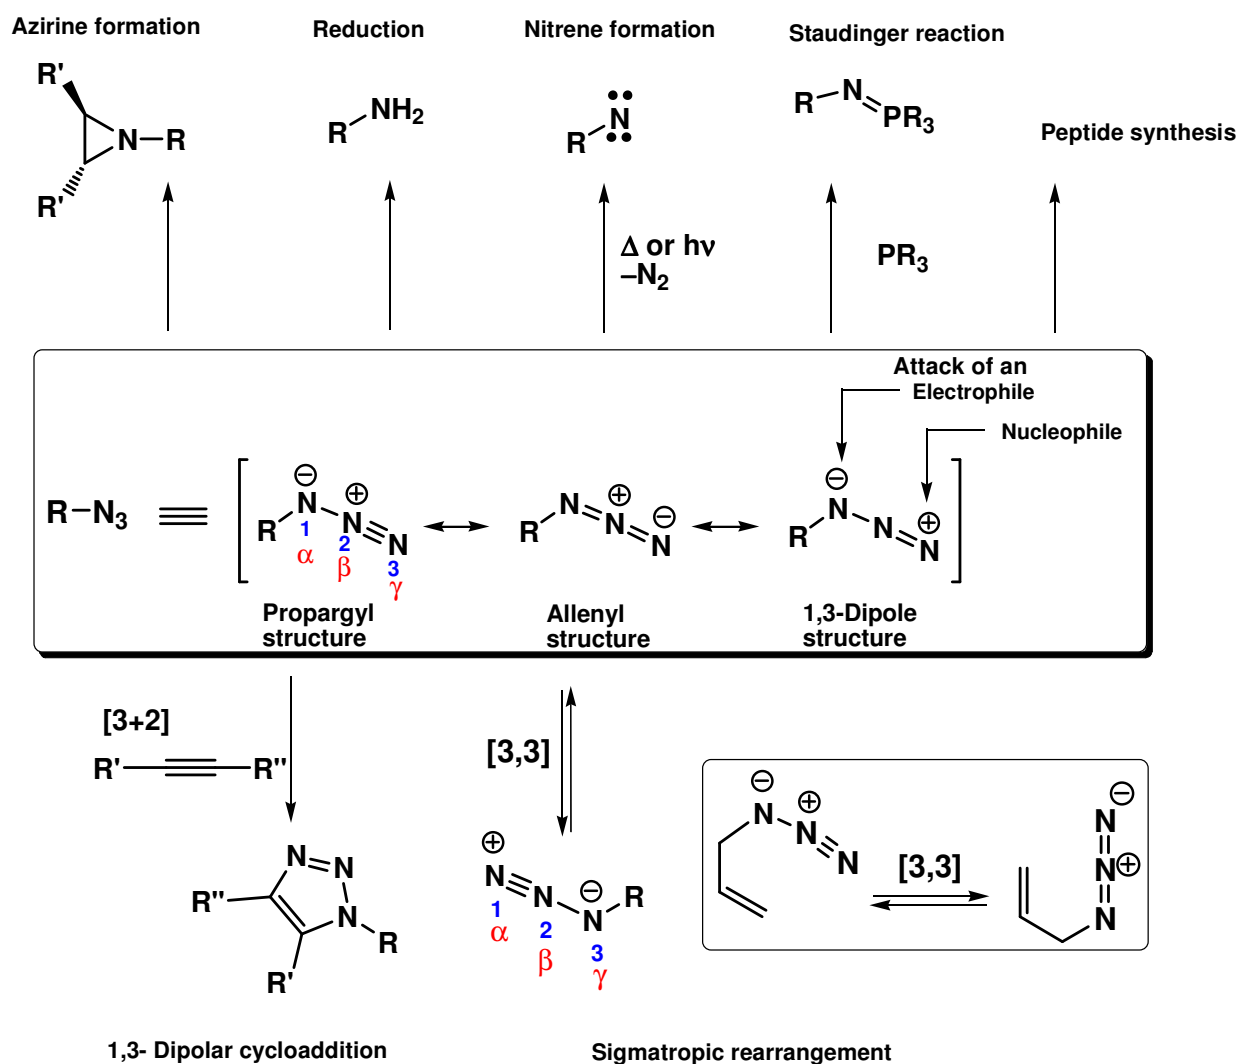 Azirine formation
Reduction
Nitrene formation
Staudinger reaction
R'
N
R
R'
R
NH2
R
N
R
N
PR3
Peptide synthesis
Δ or hν
–N2
PR3
Attack of an
Electrophile
Nucleophile
R–N3
R
N
1
α
⊕
N
2
β
N
3
γ
⊖
R
N
⊕
N
⊖
N
⊖
R
N
N
⊕
N
Propargyl
structure
Allenyl
structure
1,3-Dipole
structure
[3+2]
R'
R''
N
N
N
R''
R'
R
[3,3]
⊕
N
1
α
N
2
β
⊖
N
3
γ
R
⊖
N
⊕
N
N
[3,3]
⊖
N
N
⊕
N
1,3- Dipolar cycloaddition
Sigmatropic rearrangement